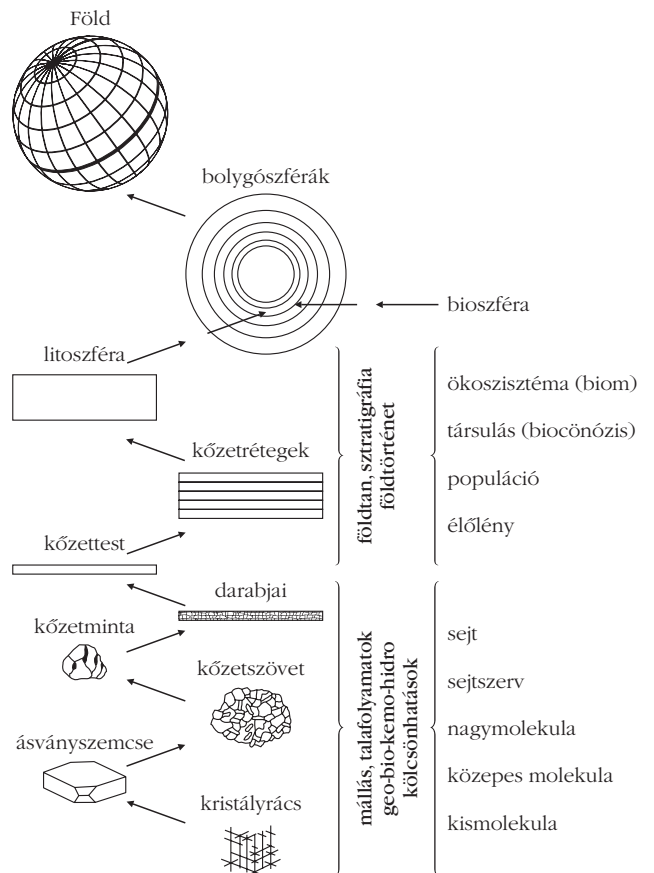 Föld
bolygószférák
bioszféra
litoszféra
kőzetrétegek
kőzettest
darabjai
kőzetminta
kőzetszövet
ásványszemcse
kristályrács
földtan, sztratigráfia
földtörténet
mállás, talafolyamatok
geo-bio-kemo-hidro
kölcsönhatások
ökoszisztéma (biom)
társulás (biocönózis)
populáció
élőlény
sejt
sejtszerv
nagymolekula
közepes molekula
kismolekula